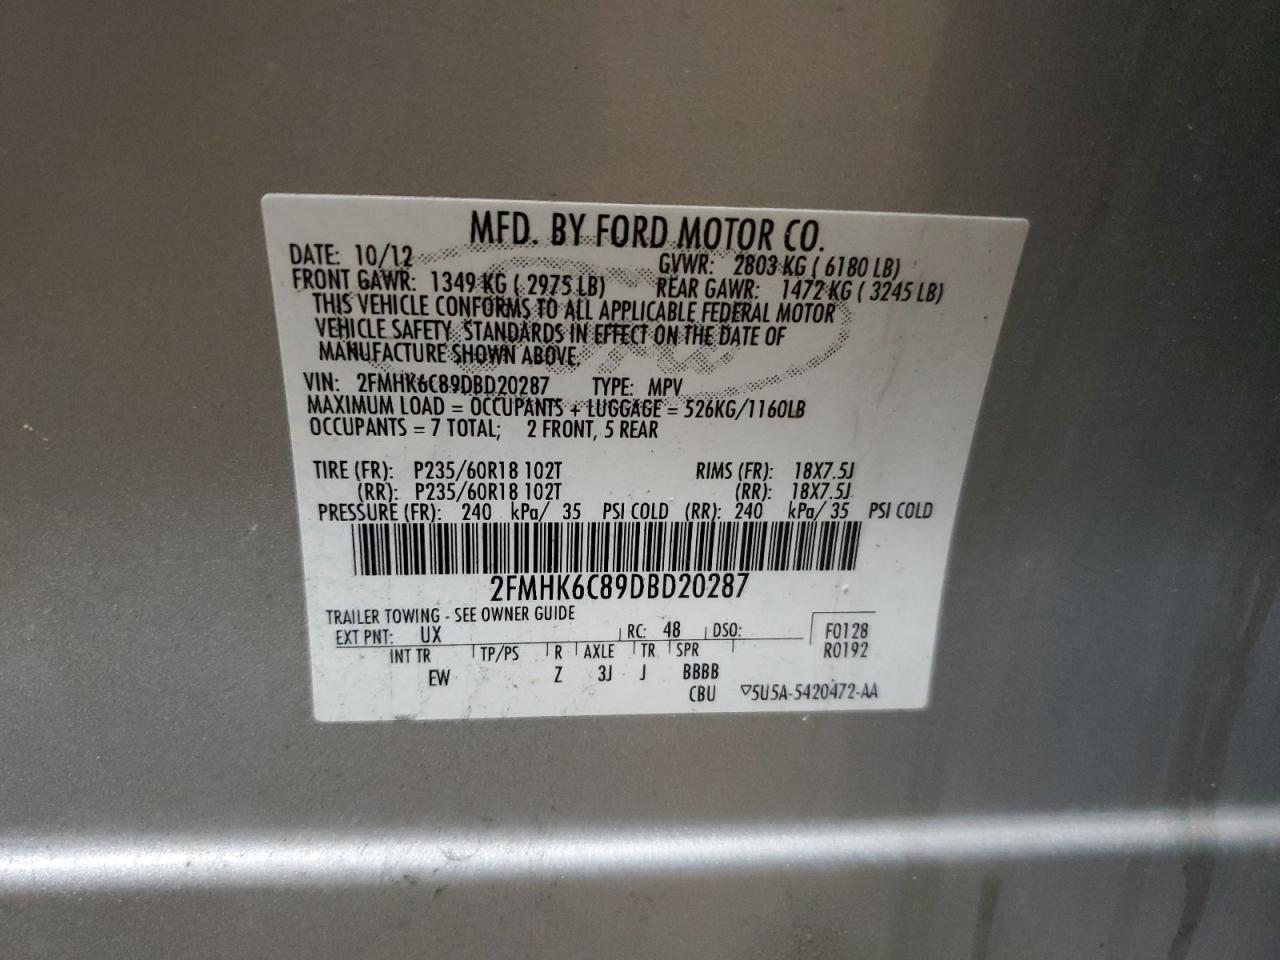 MFD. BY FORD MOTOR CO.
DATE: 10/12 GVWR: 2803 KG ( 6180 LB)
FRONT GAWR: 1349 KG ( 2975 LB) REAR GAWR: 1472 KG ( 3245 LB)
THIS VEHICLE CONFORMS TO ALL APPLICABLE FEDERAL MOTOR
VEHICLE SAFETY STANDARDS IN EFFECT ON THE DATE OF
MANUFACTURE SHOWN ABOVE.
VIN: 2FMHK6C89DBD20287 TYPE: MPV
MAXIMUM LOAD = OCCUPANTS + LUGGAGE = 526KG/1160LB
OCCUPANTS = 7 TOTAL; 2 FRONT, 5 REAR
TIRE (FR): P235/60R18 102T RIMS (FR): 18X7.5J
(RR): P235/60R18 102T (RR): 18X7.5J
PRESSURE (FR): 240 kPa/ 35 PSI COLD (RR): 240 kPa/ 35 PSI COLD
2FMHK6C89DBD20287
TRAILER TOWING - SEE OWNER GUIDE
EXT PNT: UX RC: 48 DSO: F0128
INT TR TP/PS R AXLE TR SPR R0192
EW Z 3J J BBBB
CBU ▽5U5A-5420472-AA